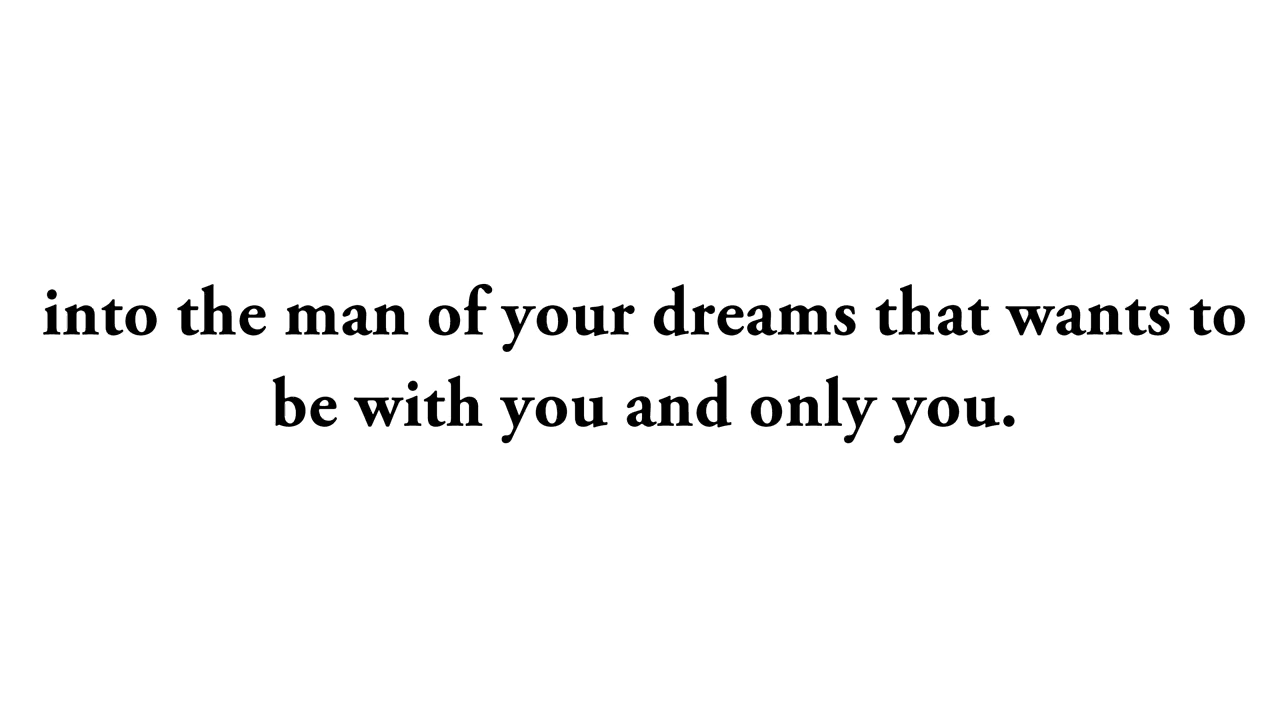 into the man of your dreams that wants to
be with you and only you.